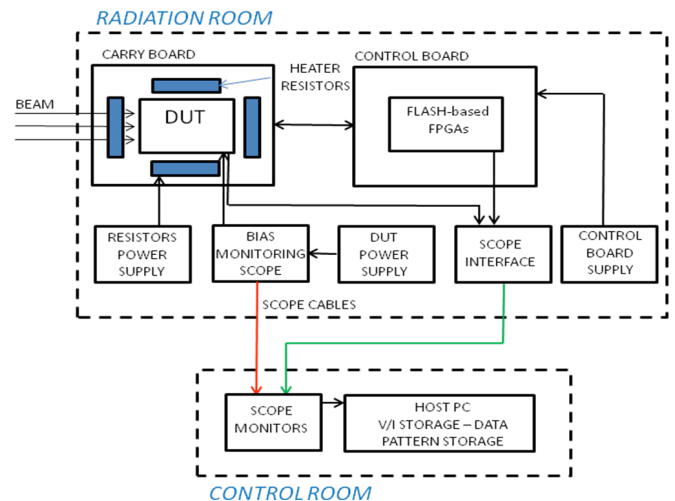 RADIATION ROOM
CARRY BOARD
HEATER
RESISTORS
CONTROL BOARD
BEAM
DUT
FLASH-based
FPGAs
RESISTORS
POWER
SUPPLY
BIAS
MONITORING
SCOPE
DUT
POWER
SUPPLY
SCOPE
INTERFACE
CONTROL
BOARD
SUPPLY
SCOPE CABLES
SCOPE
MONITORS
HOST PC
V/I STORAGE – DATA
PATTERN STORAGE
CONTROL ROOM